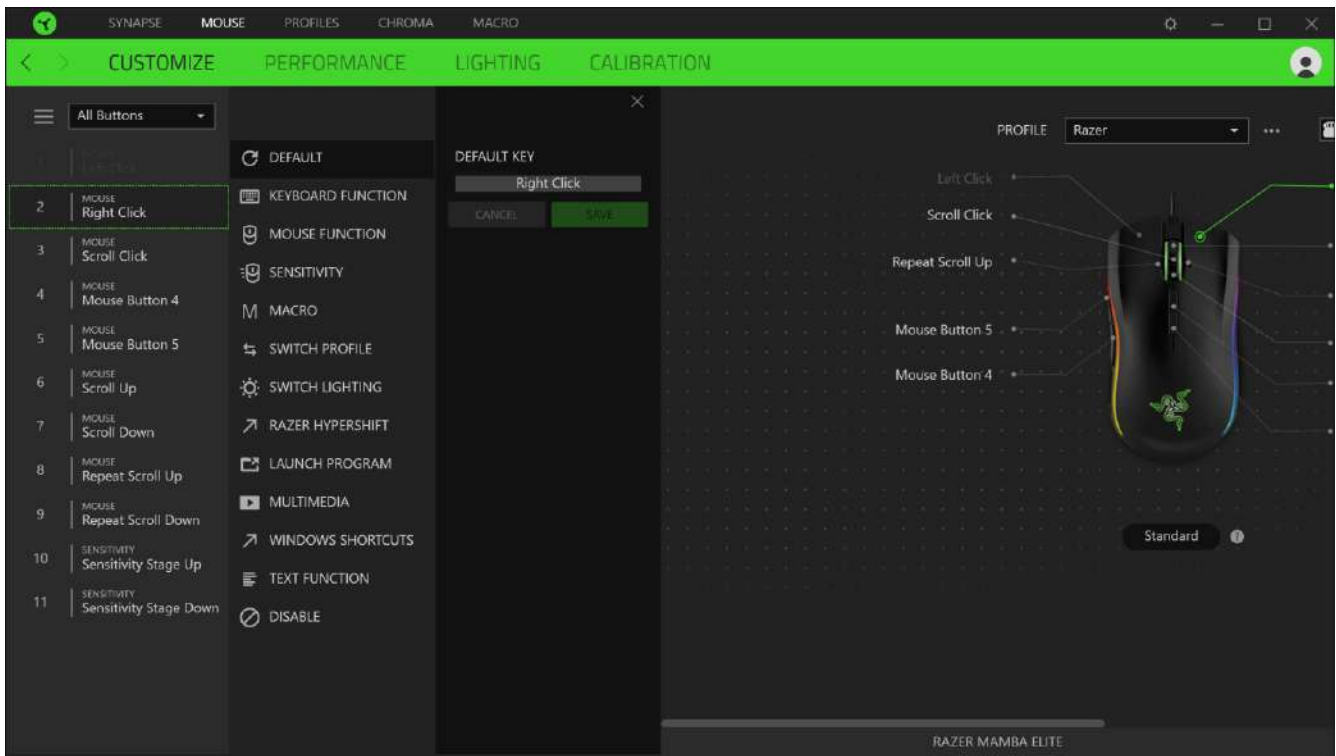 SYNAPSE MOUSE PROFILES CHROMA MACRO
CUSTOMIZE PERFORMANCE LIGHTING CALIBRATION
All Buttons
Left Click
2
MOUSE
Right Click
3
MOUSE
Scroll Click
4
MOUSE
Mouse Button 4
5
MOUSE
Mouse Button 5
6
MOUSE
Scroll Up
7
MOUSE
Scroll Down
8
MOUSE
Repeat Scroll Up
9
MOUSE
Repeat Scroll Down
10
SENSITIVITY
Sensitivity Stage Up
11
SENSITIVITY
Sensitivity Stage Down
DEFAULT
KEYBOARD FUNCTION
MOUSE FUNCTION
SENSITIVITY
MACRO
SWITCH PROFILE
SWITCH LIGHTING
RAZER HYPERSHIFT
LAUNCH PROGRAM
MULTIMEDIA
WINDOWS SHORTCUTS
TEXT FUNCTION
DISABLE
DEFAULT KEY
Right Click
CANCEL SAVE
PROFILE Razer
Left Click
Scroll Click
Repeat Scroll Up
Mouse Button 5
Mouse Button 4
Standard
RAZER MAMBA ELITE